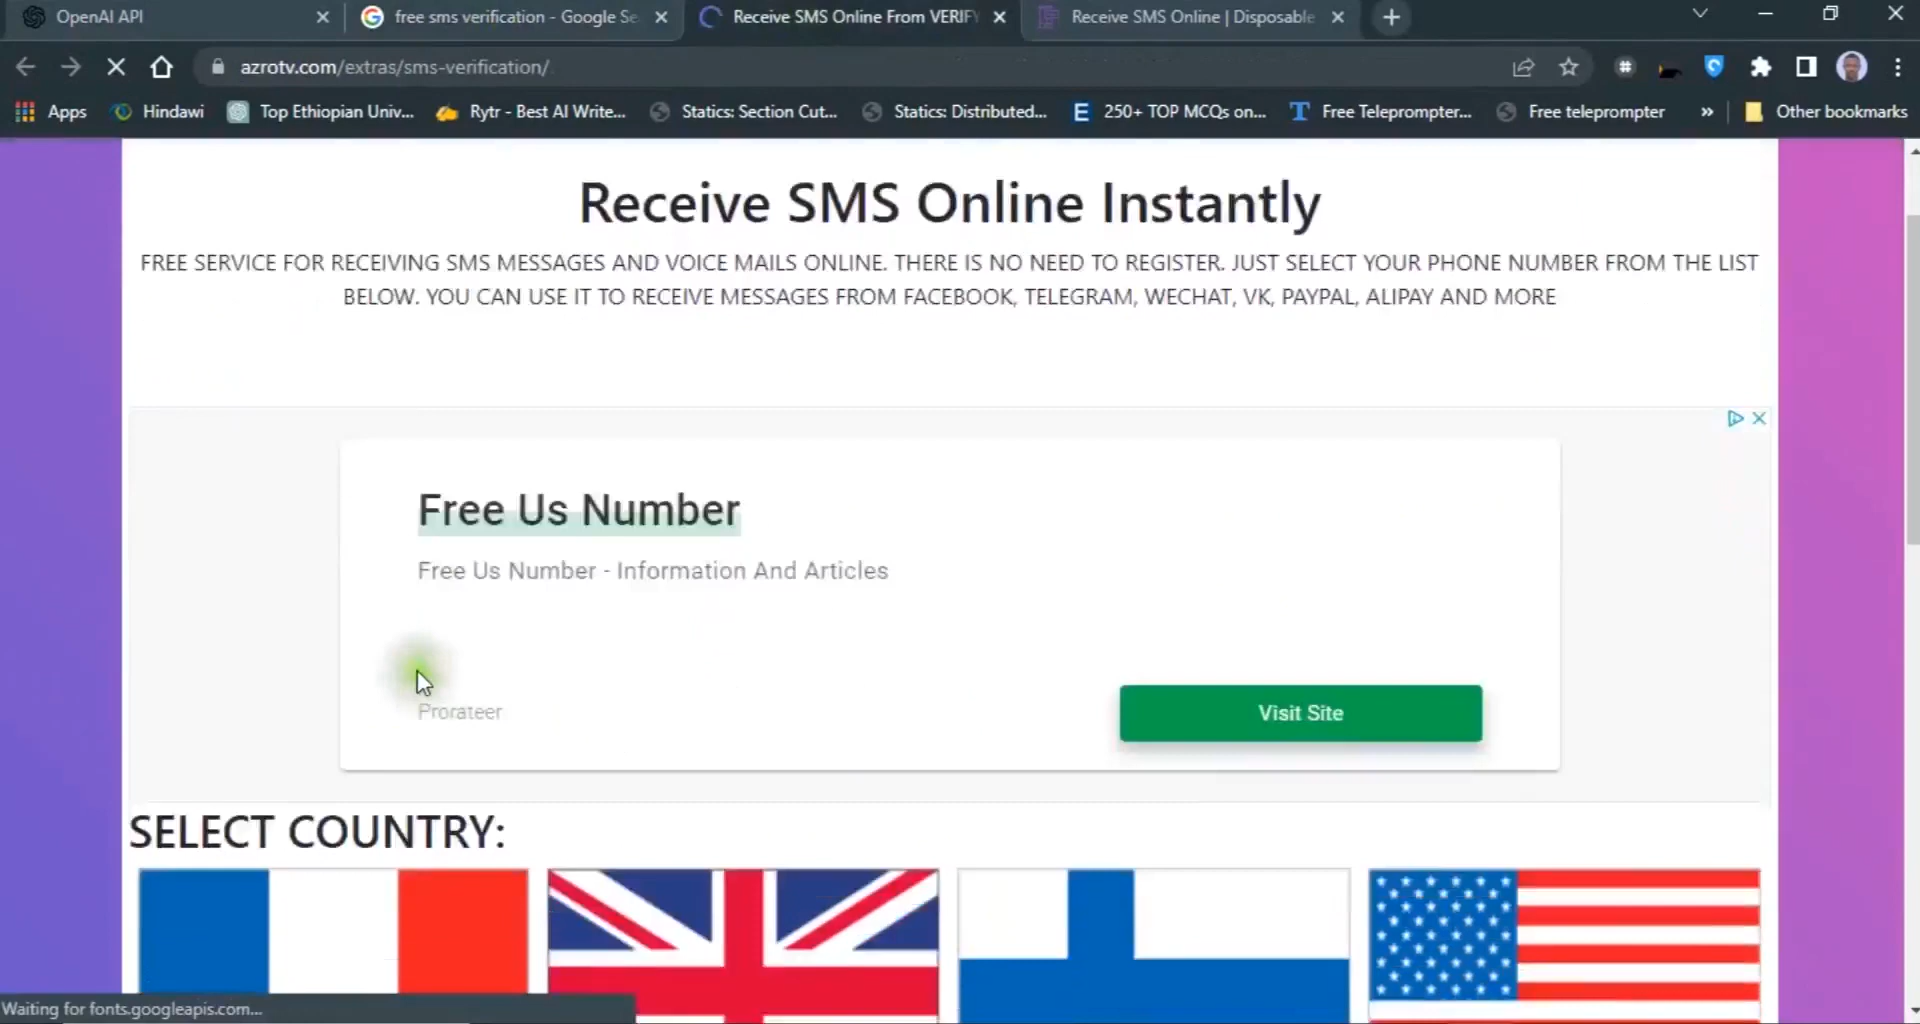 OpenAI API
free sms verification - Google Se
Receive SMS Online From VERIFY
Receive SMS Online | Disposable
azrotv.com/extras/sms-verification/
Apps
Hindawi
Top Ethiopian Univ...
Rytr - Best AI Write...
Statics: Section Cut...
Statics: Distributed...
250+ TOP MCQs on...
Free Teleprompter...
Free teleprompter
»
Other bookmarks
Receive SMS Online Instantly
FREE SERVICE FOR RECEIVING SMS MESSAGES AND VOICE MAILS ONLINE. THERE IS NO NEED TO REGISTER. JUST SELECT YOUR PHONE NUMBER FROM THE LIST
BELOW. YOU CAN USE IT TO RECEIVE MESSAGES FROM FACEBOOK, TELEGRAM, WECHAT, VK, PAYPAL, ALIPAY AND MORE
Free Us Number
Free Us Number - Information And Articles
Prorateer
Visit Site
SELECT COUNTRY:
Waiting for fonts.googleapis.com...